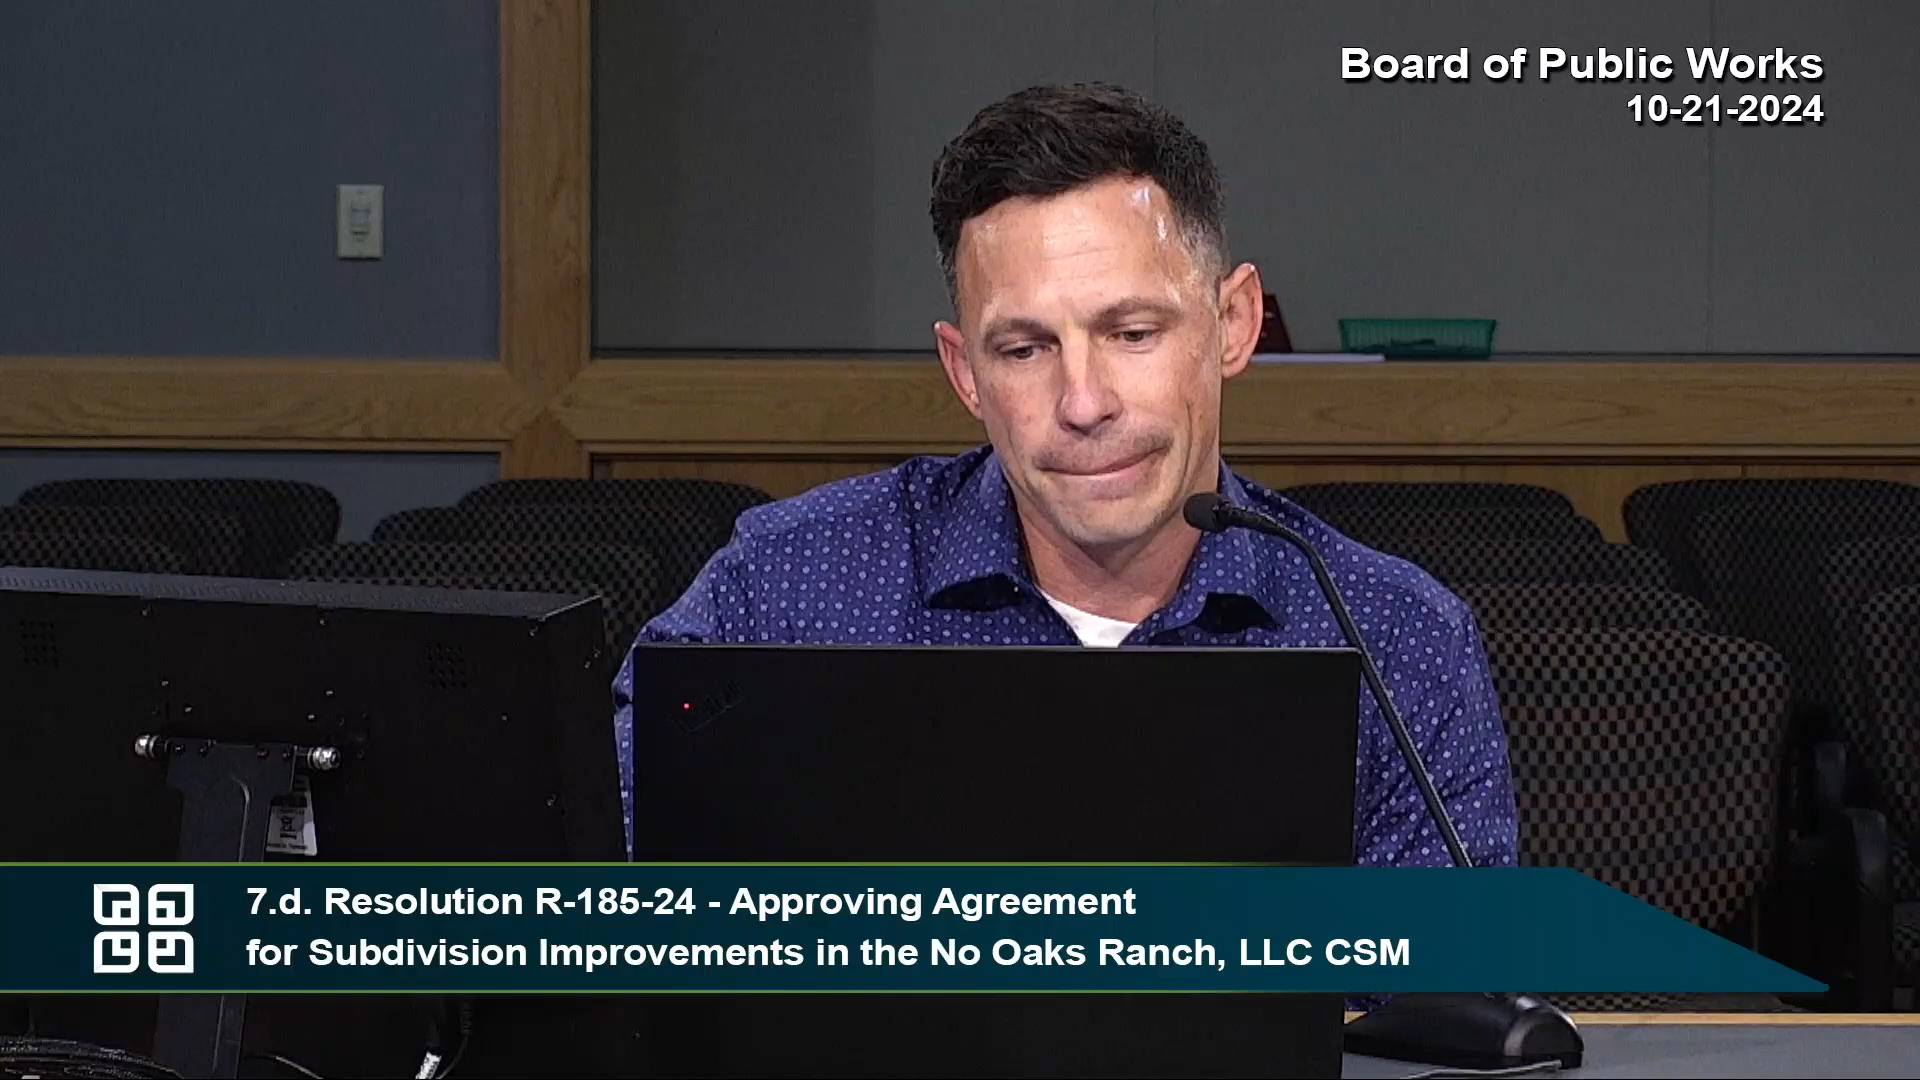 Board of Public Works
10-21-2024
7.d. Resolution R-185-24 - Approving Agreement
for Subdivision Improvements in the No Oaks Ranch, LLC CSM